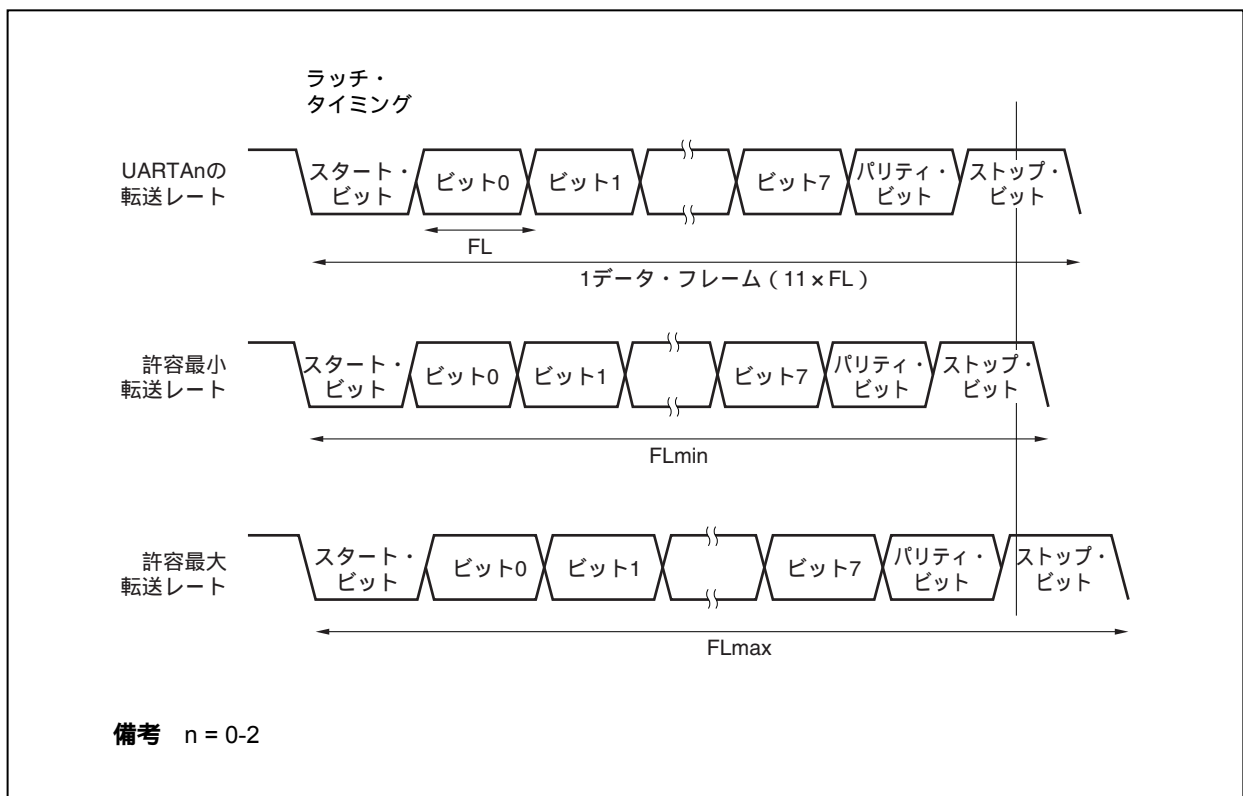 ラッチ・
タイミング
UARTAnの
転送レート
スタート・
ビット
ビット0
ビット1
ビット7
パリティ・
ビット
ストップ・
ビット
FL
1データ・フレーム（11×FL）
許容最小
転送レート
スタート・
ビット
ビット0
ビット1
ビット7
パリティ・
ビット
ストップ・
ビット
FLmin
許容最大
転送レート
スタート・
ビット
ビット0
ビット1
ビット7
パリティ・
ビット
ストップ・
ビット
FLmax
備考 n = 0-2